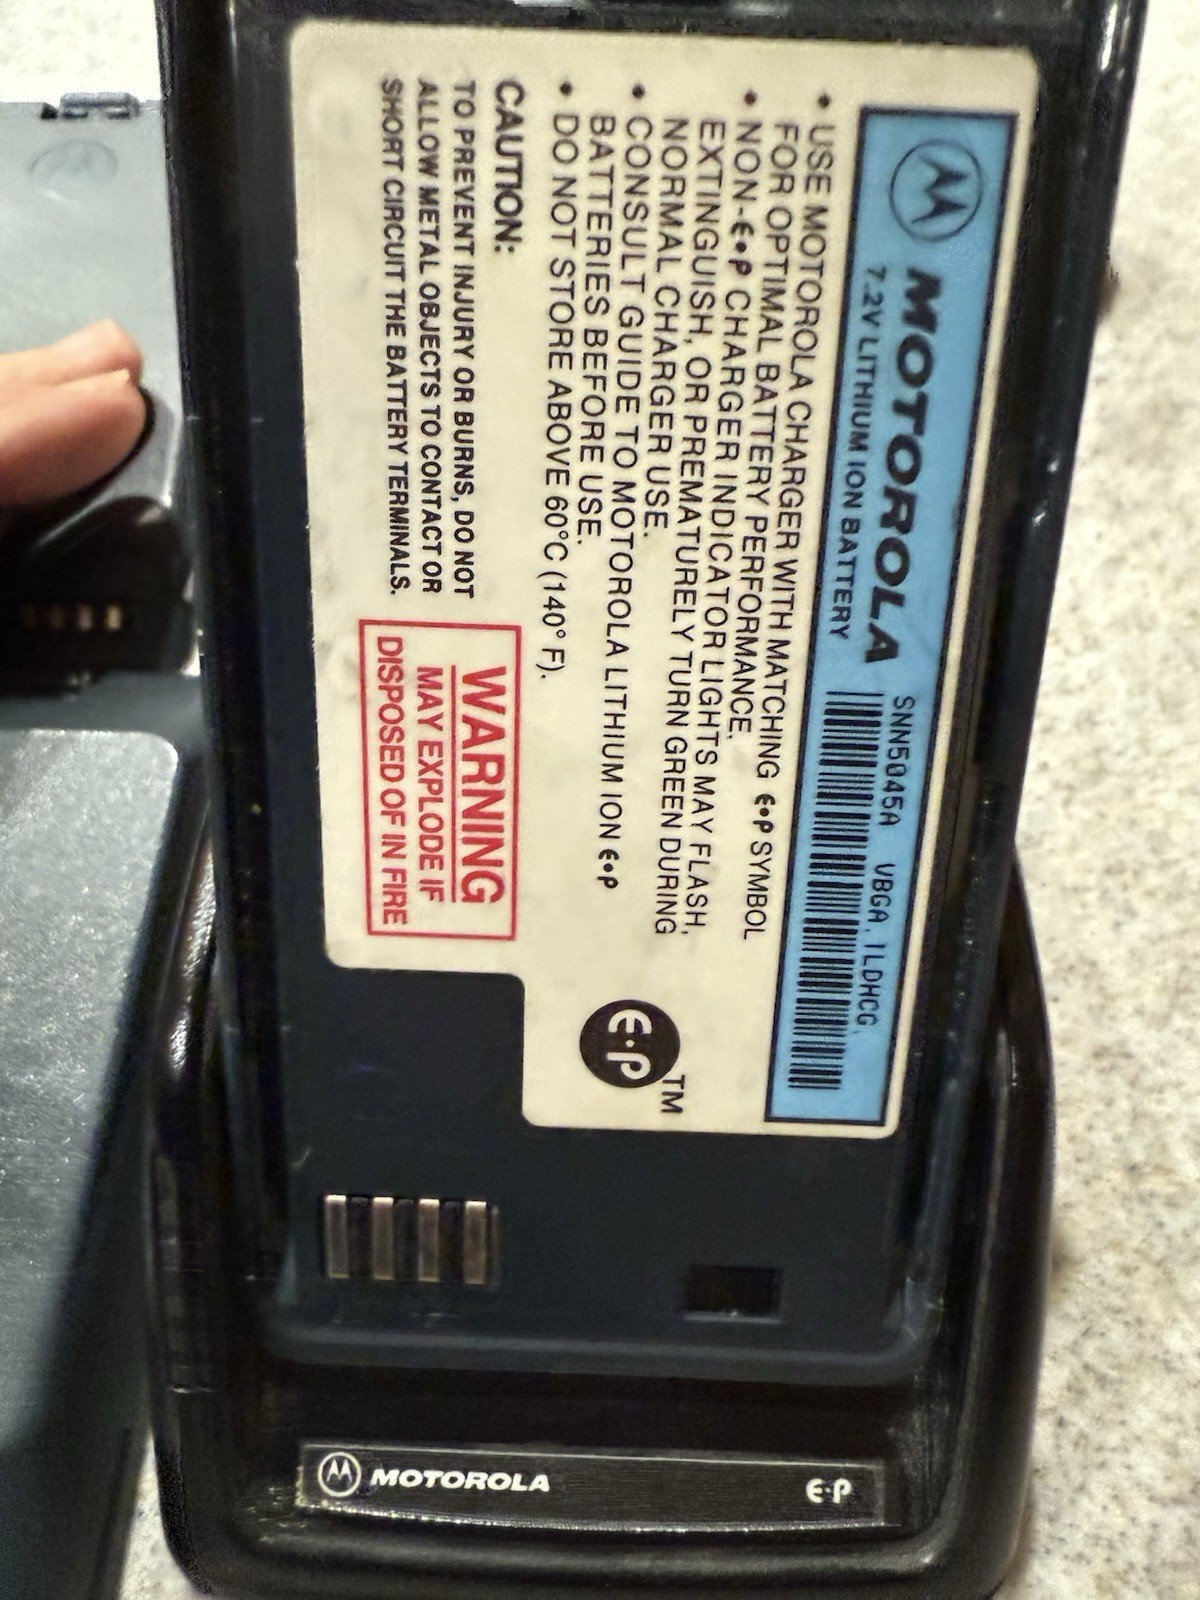 MOTOROLA
7.2V LITHIUM ION BATTERY
SNN5045A VBGA, 1LDHCG,
• USE MOTOROLA CHARGER WITH MATCHING E•P SYMBOL
FOR OPTIMAL BATTERY PERFORMANCE.
• NON-E•P CHARGER INDICATOR LIGHTS MAY FLASH,
EXTINGUISH, OR PREMATURELY TURN GREEN DURING
NORMAL CHARGER USE.
• CONSULT GUIDE TO MOTOROLA LITHIUM ION E•P
BATTERIES BEFORE USE.
• DO NOT STORE ABOVE 60°C (140° F).
CAUTION:
TO PREVENT INJURY OR BURNS, DO NOT
ALLOW METAL OBJECTS TO CONTACT OR
SHORT CIRCUIT THE BATTERY TERMINALS.
WARNING
MAY EXPLODE IF
DISPOSED OF IN FIRE
E•P™
MOTOROLA E•P